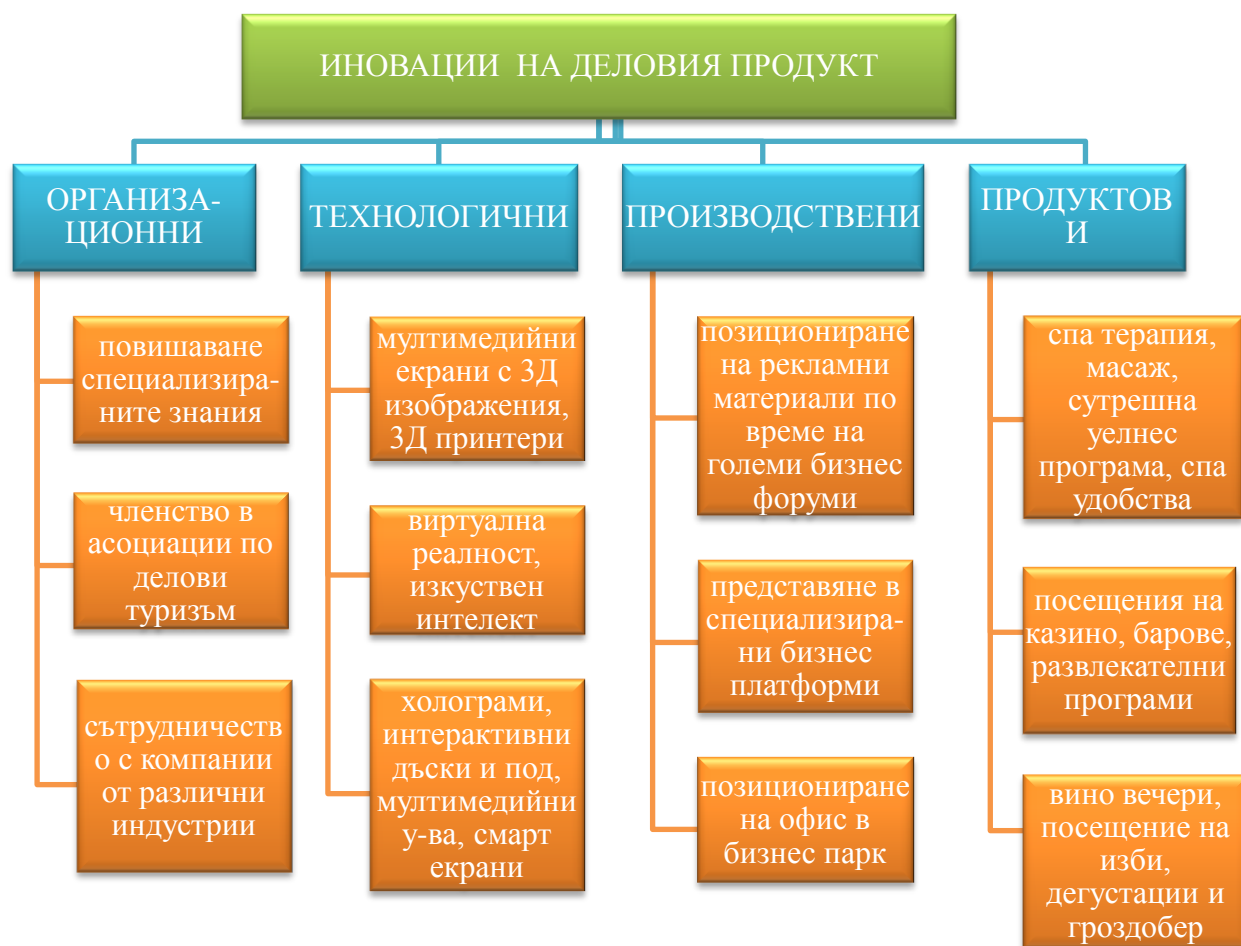 ИНОВАЦИИ НА ДЕЛОВИЯ ПРОДУКТ
ОРГАНИЗА-
ЦИОННИ
повишаване
специализира-
ните знания
членство в
асоциации по
делови
туризъм
сътрудничеств
о с компании
от различни
индустрии
ТЕХНОЛОГИЧНИ
мултимедийни
екрани с 3Д
изображения,
3Д принтери
виртуална
реалност,
изкуствен
интелект
холограми,
интерактивни
дъски и под,
мултимедийни
у-ва, смарт
екрани
ПРОИЗВОДСТВЕНИ
позициониране
на рекламни
материали по
време на
големи бизнес
форуми
представяне в
специализира-
ни бизнес
платформи
позициониране
на офис в
бизнес парк
ПРОДУКТОВ
И
спа терапия,
масаж,
сутрешна
уелнес
програма, спа
удобства
посещения на
казино, барове,
развлекателни
програми
вино вечери,
посещение на
изби,
дегустации и
гроздобер